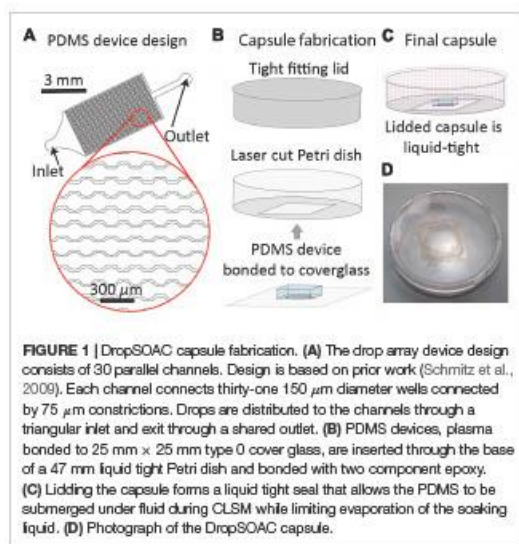 A PDMS device design
3 mm
Outlet
Inlet
300 µm
B Capsule fabrication
Tight fitting lid
Laser cut Petri dish
PDMS device
bonded to coverglass
C Final capsule
Lidded capsule is
liquid-tight
D
FIGURE 1 | DropSOAC capsule fabrication. (A) The drop array device design
consists of 30 parallel channels. Design is based on prior work (Schmitz et al.,
2009). Each channel connects thirty-one 150 µm diameter wells connected
by 75 µm constrictions. Drops are distributed to the channels through a
triangular inlet and exit through a shared outlet. (B) PDMS devices, plasma
bonded to 25 mm × 25 mm type 0 cover glass, are inserted through the base
of a 47 mm liquid tight Petri dish and bonded with two component epoxy.
(C) Lidding the capsule forms a liquid tight seal that allows the PDMS to be
submerged under fluid during CLSM while limiting evaporation of the soaking
liquid. (D) Photograph of the DropSOAC capsule.